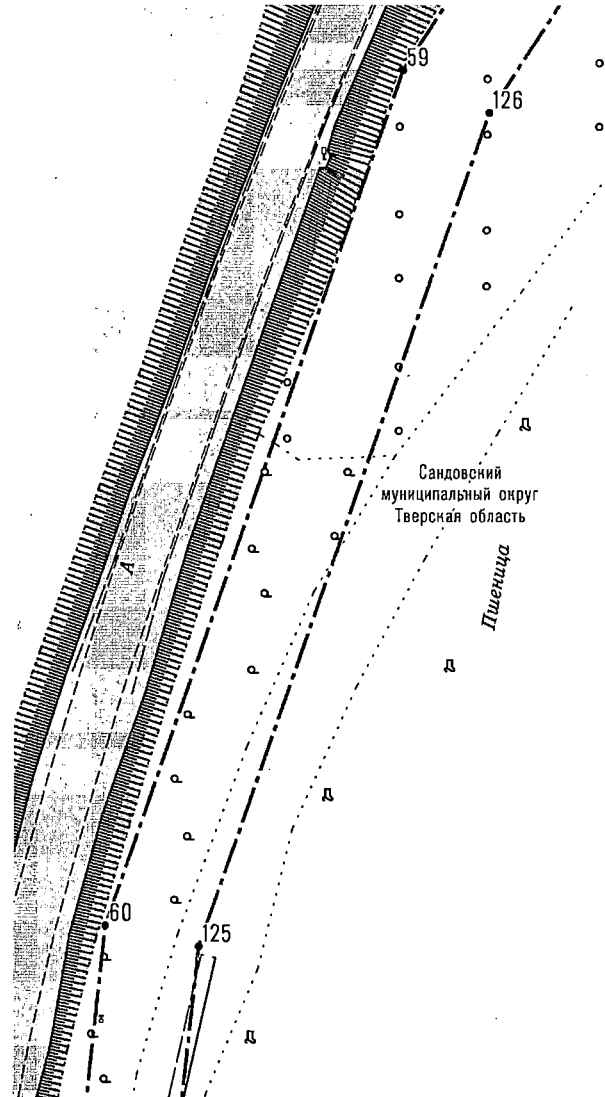 59
126
Сандовский
муниципальный округ
Тверская область
Пшеница
А
60
125